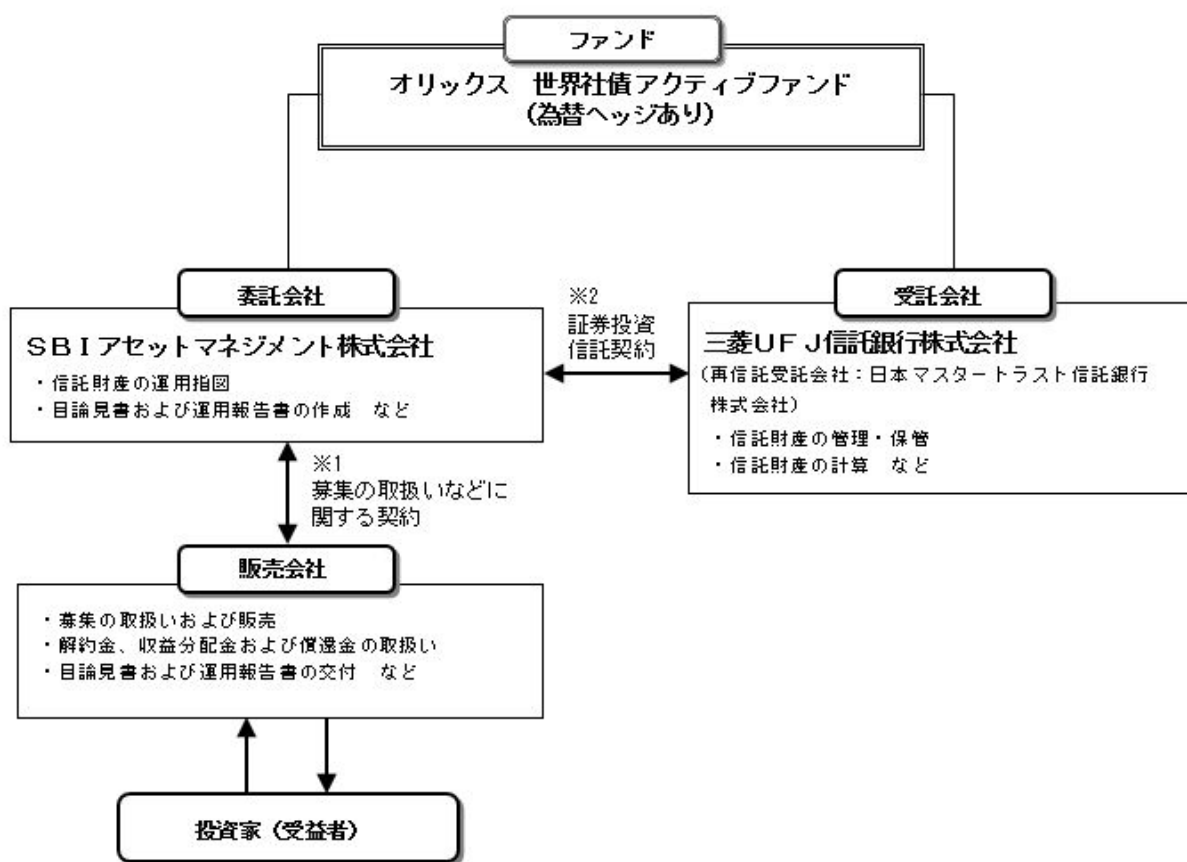 ファンド
オリックス　世界社債アクティブファンド
(為替ヘッジあり)
委託会社
ＳＢＩアセットマネジメント株式会社
・信託財産の運用指図
・目論見書および運用報告書の作成　など
※2
証券投資
信託契約
受託会社
三菱ＵＦＪ信託銀行株式会社
(再信託受託会社：日本マスタートラスト信託銀行
株式会社)
・信託財産の管理・保管
・信託財産の計算　など
※1
募集の取扱いなどに
関する契約
販売会社
・募集の取扱いおよび販売
・解約金、収益分配金および償還金の取扱い
・目論見書および運用報告書の交付　など
投資家（受益者）